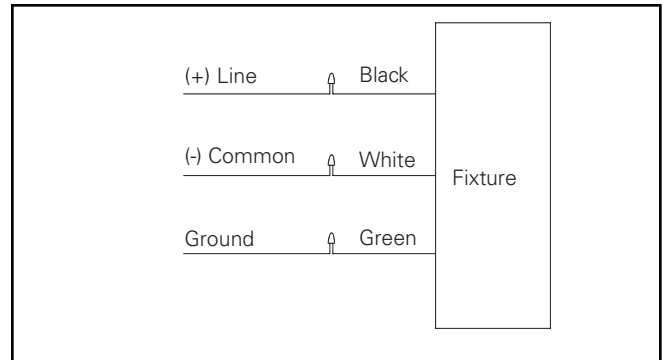 (+) Line Black
(-) Common White
Fixture
Ground Green